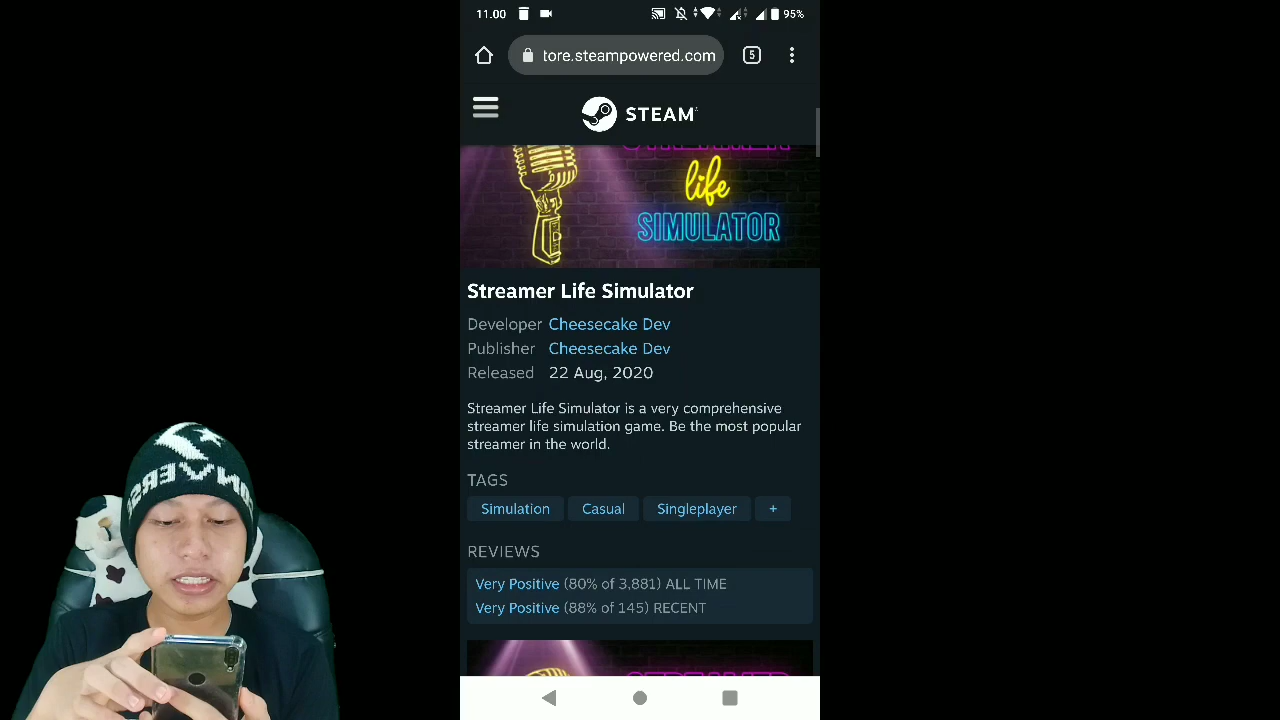 11.00
95%
tore.steampowered.com
5
STEAM
STREAMER
life
SIMULATOR
Streamer Life Simulator
Developer Cheesecake Dev
Publisher Cheesecake Dev
Released 22 Aug, 2020
Streamer Life Simulator is a very comprehensive
streamer life simulation game. Be the most popular
streamer in the world.
TAGS
Simulation Casual Singleplayer +
REVIEWS
Very Positive (80% of 3,881) ALL TIME
Very Positive (88% of 145) RECENT
STREAMER